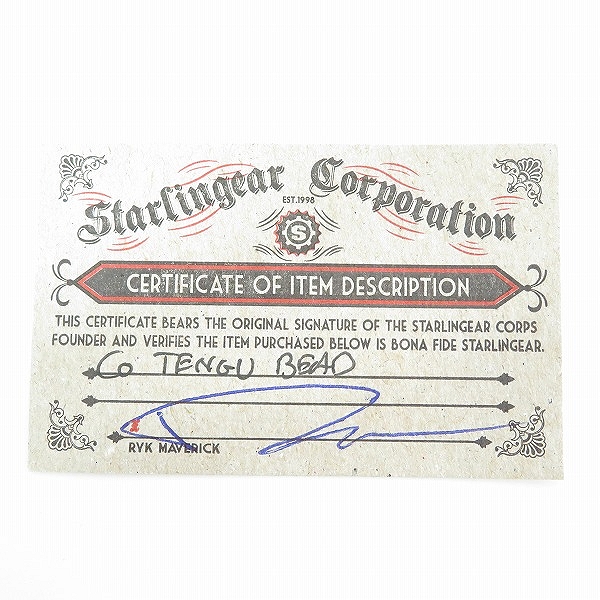 Starlingear Corporation
EST.1998
S
CERTIFICATE OF ITEM DESCRIPTION
THIS CERTIFICATE BEARS THE ORIGINAL SIGNATURE OF THE STARLINGEAR CORPS
FOUNDER AND VERIFIES THE ITEM PURCHASED BELOW IS BONA FIDE STARLINGEAR.
Co TENGU BEAD
RYK MAVERICK